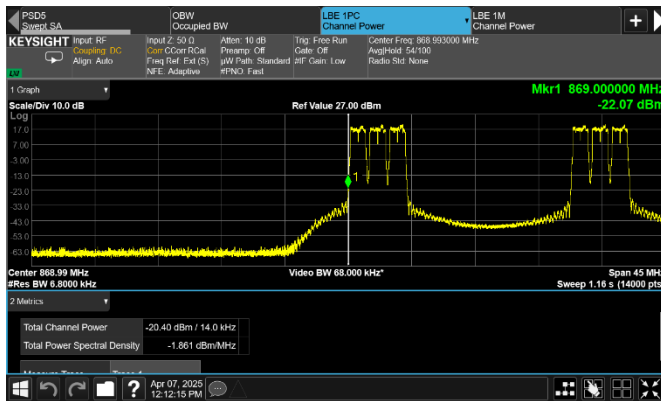 PSD5
Swept SA
OBW
Occupied BW
LBE 1PC
Channel Power
LBE 1M
Channel Power
KEYSIGHT
Input: RF
Coupling: DC
Align: Auto
Input Z: 50 Ω
Corr CCorr RCal
Freq Ref: Ext (S)
NFE: Adaptive
Atten: 10 dB
Preamp: Off
µW Path: Standard
#PNO: Fast
Trig: Free Run
Gate: Off
#IF Gain: Low
Center Freq: 868.993000 MHz
Avg|Hold: 54/100
Radio Std: None
LU
1 Graph
Mkr1 869.000000 MHz
Scale/Div 10.0 dB
Ref Value 27.00 dBm
-22.07 dBm
Log
17.0
7.00
-3.00
-13.0
-23.0
-33.0
-43.0
-53.0
-63.0
1
Center 868.99 MHz
Video BW 68.000 kHz*
Span 45 MHz
#Res BW 6.8000 kHz
Sweep 1.16 s (14000 pts)
2 Metrics
Total Channel Power
-20.40 dBm / 14.0 kHz
Total Power Spectral Density
-1.861 dBm/MHz
Apr 07, 2025
12:12:15 PM